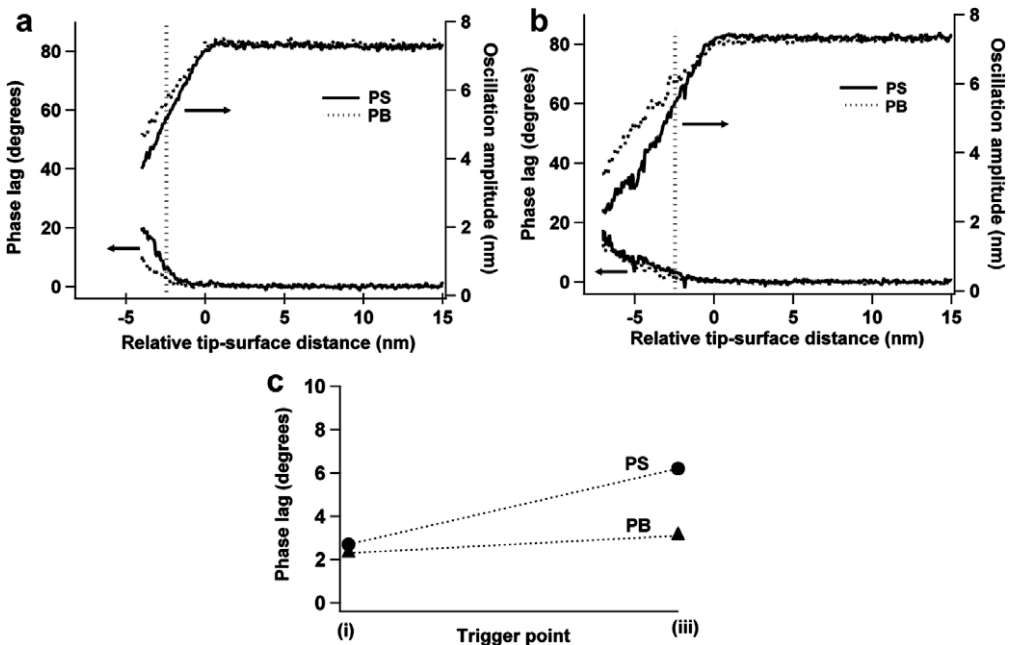 a
Phase lag (degrees)
80
60
40
20
0
8
6
4
2
0
Oscillation amplitude (nm)
PS
PB
-5 0 5 10 15
Relative tip-surface distance (nm)
b
Phase lag (degrees)
80
60
40
20
0
8
6
4
2
0
Oscillation amplitude (nm)
PS
PB
-5 0 5 10 15
Relative tip-surface distance (nm)
c
Phase lag (degrees)
10
8
6
4
2
0
PS
PB
(i) (iii)
Trigger point